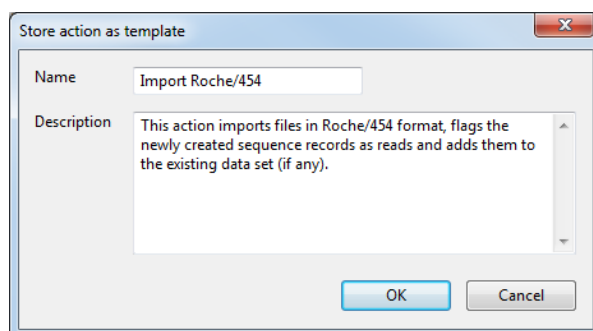 Store action as template
Name
Import Roche/454
Description
This action imports files in Roche/454 format, flags the
newly created sequence records as reads and adds them to
the existing data set (if any).
OK
Cancel